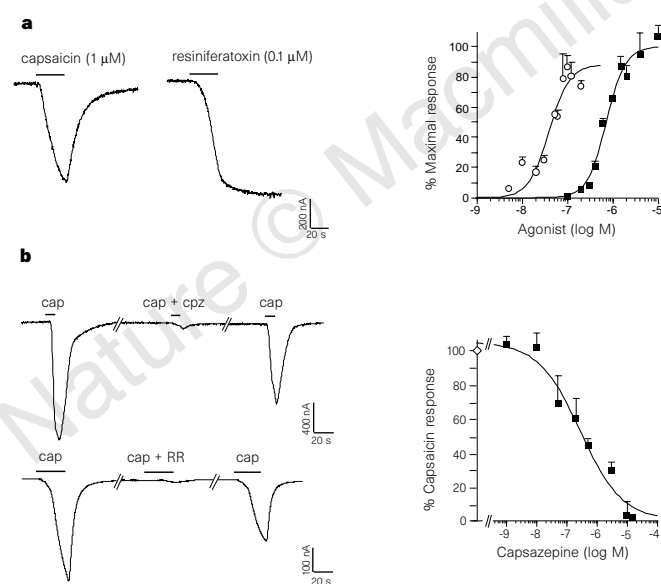 a
capsaicin (1 μM)
resiniferatoxin (0.1 μM)
200 nA
20 s
% Maximal response
100
80
60
40
20
0
-9 -8 -7 -6 -5
Agonist (log M)
b
cap
cap + cpz
cap
400 nA
20 s
cap
cap + RR
cap
100 nA
20 s
% Capsaicin response
100
80
60
40
20
0
-9 -8 -7 -6 -5 -4
Capsazepine (log M)
Nature © Macmill